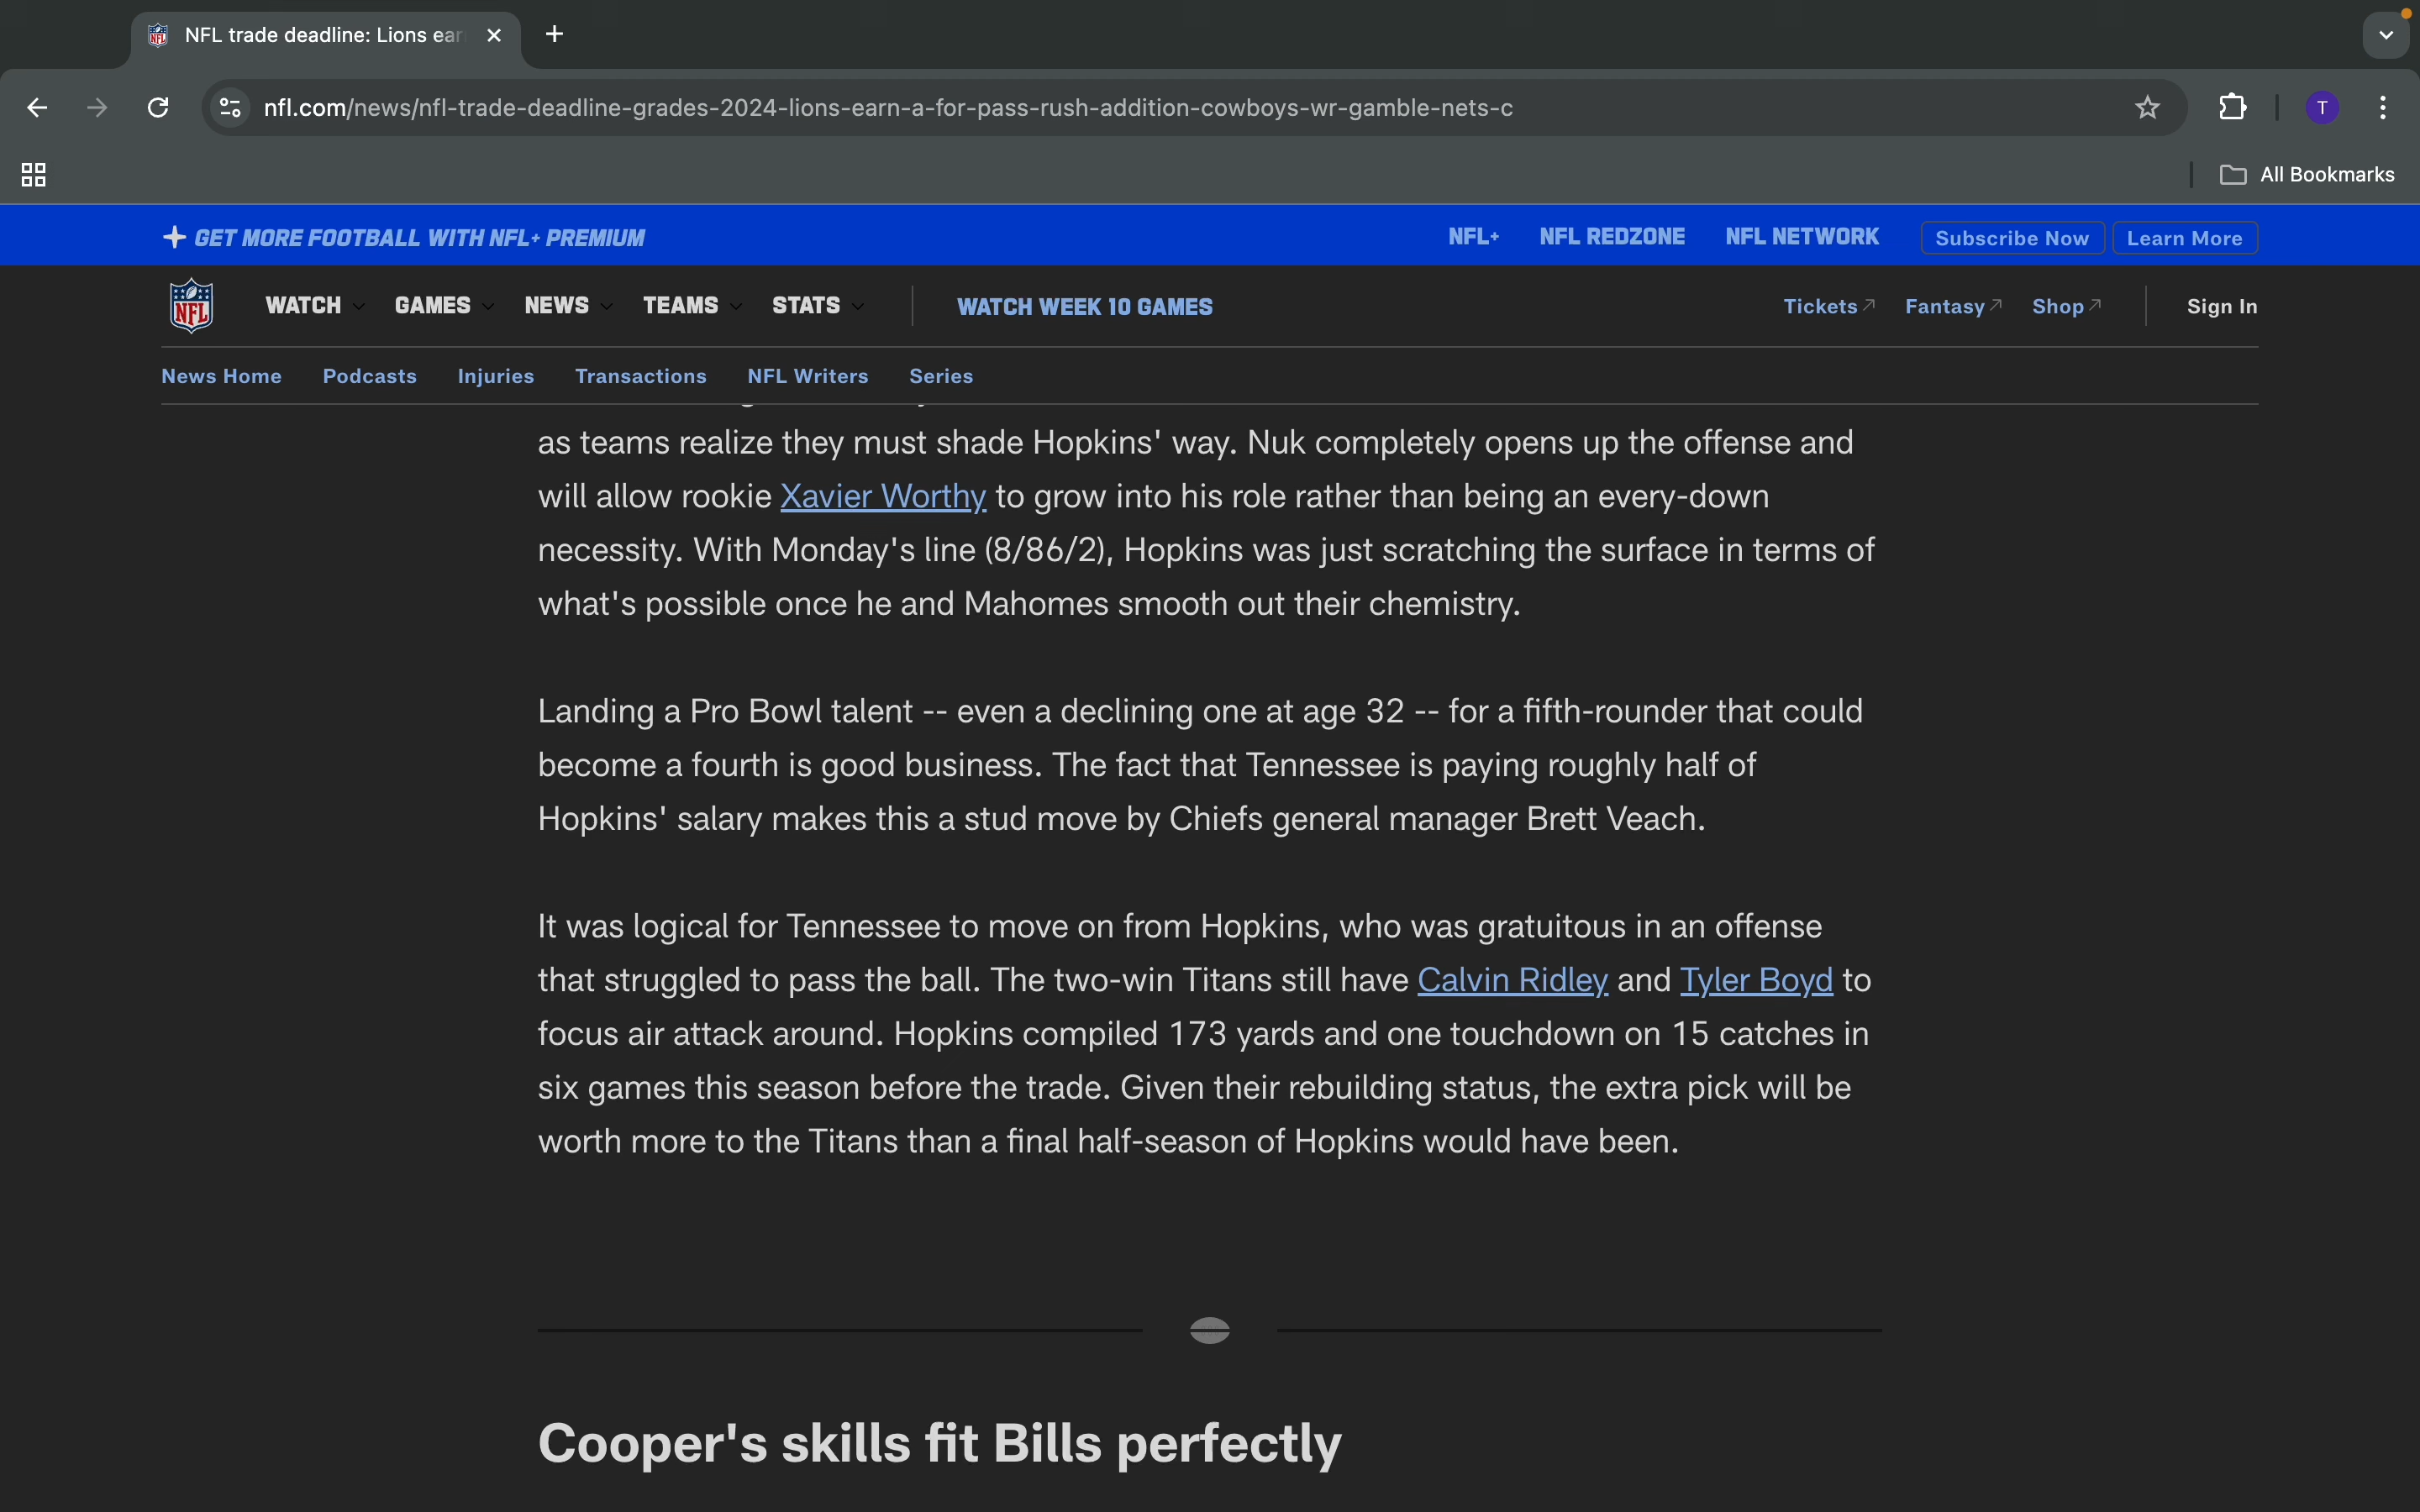 NFL trade deadline: Lions ear
nfl.com/news/nfl-trade-deadline-grades-2024-lions-earn-a-for-pass-rush-addition-cowboys-wr-gamble-nets-c
T
All Bookmarks
GET MORE FOOTBALL WITH NFL+ PREMIUM
NFL+ NFL REDZONE NFL NETWORK Subscribe Now Learn More
NFL WATCH GAMES NEWS TEAMS STATS WATCH WEEK 10 GAMES Tickets Fantasy Shop Sign In
News Home Podcasts Injuries Transactions NFL Writers Series
as teams realize they must shade Hopkins' way. Nuk completely opens up the offense and
will allow rookie Xavier Worthy to grow into his role rather than being an every-down
necessity. With Monday's line (8/86/2), Hopkins was just scratching the surface in terms of
what's possible once he and Mahomes smooth out their chemistry.
Landing a Pro Bowl talent -- even a declining one at age 32 -- for a fifth-rounder that could
become a fourth is good business. The fact that Tennessee is paying roughly half of
Hopkins' salary makes this a stud move by Chiefs general manager Brett Veach.
It was logical for Tennessee to move on from Hopkins, who was gratuitous in an offense
that struggled to pass the ball. The two-win Titans still have Calvin Ridley and Tyler Boyd to
focus air attack around. Hopkins compiled 173 yards and one touchdown on 15 catches in
six games this season before the trade. Given their rebuilding status, the extra pick will be
worth more to the Titans than a final half-season of Hopkins would have been.
Cooper's skills fit Bills perfectly